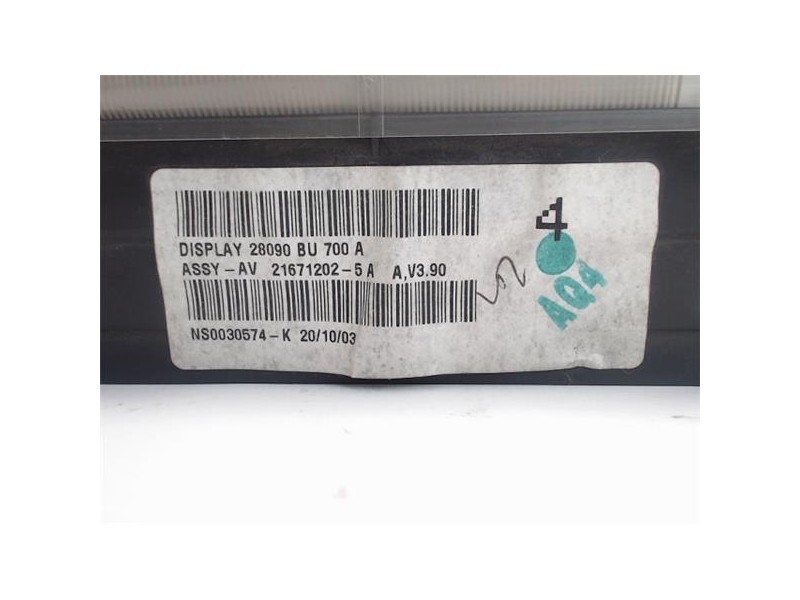 DISPLAY 28090 BU 700 A
ASSY-AV 21671202-5 A A,V3.90
NS0030574-K 20/10/03
4
AQ4